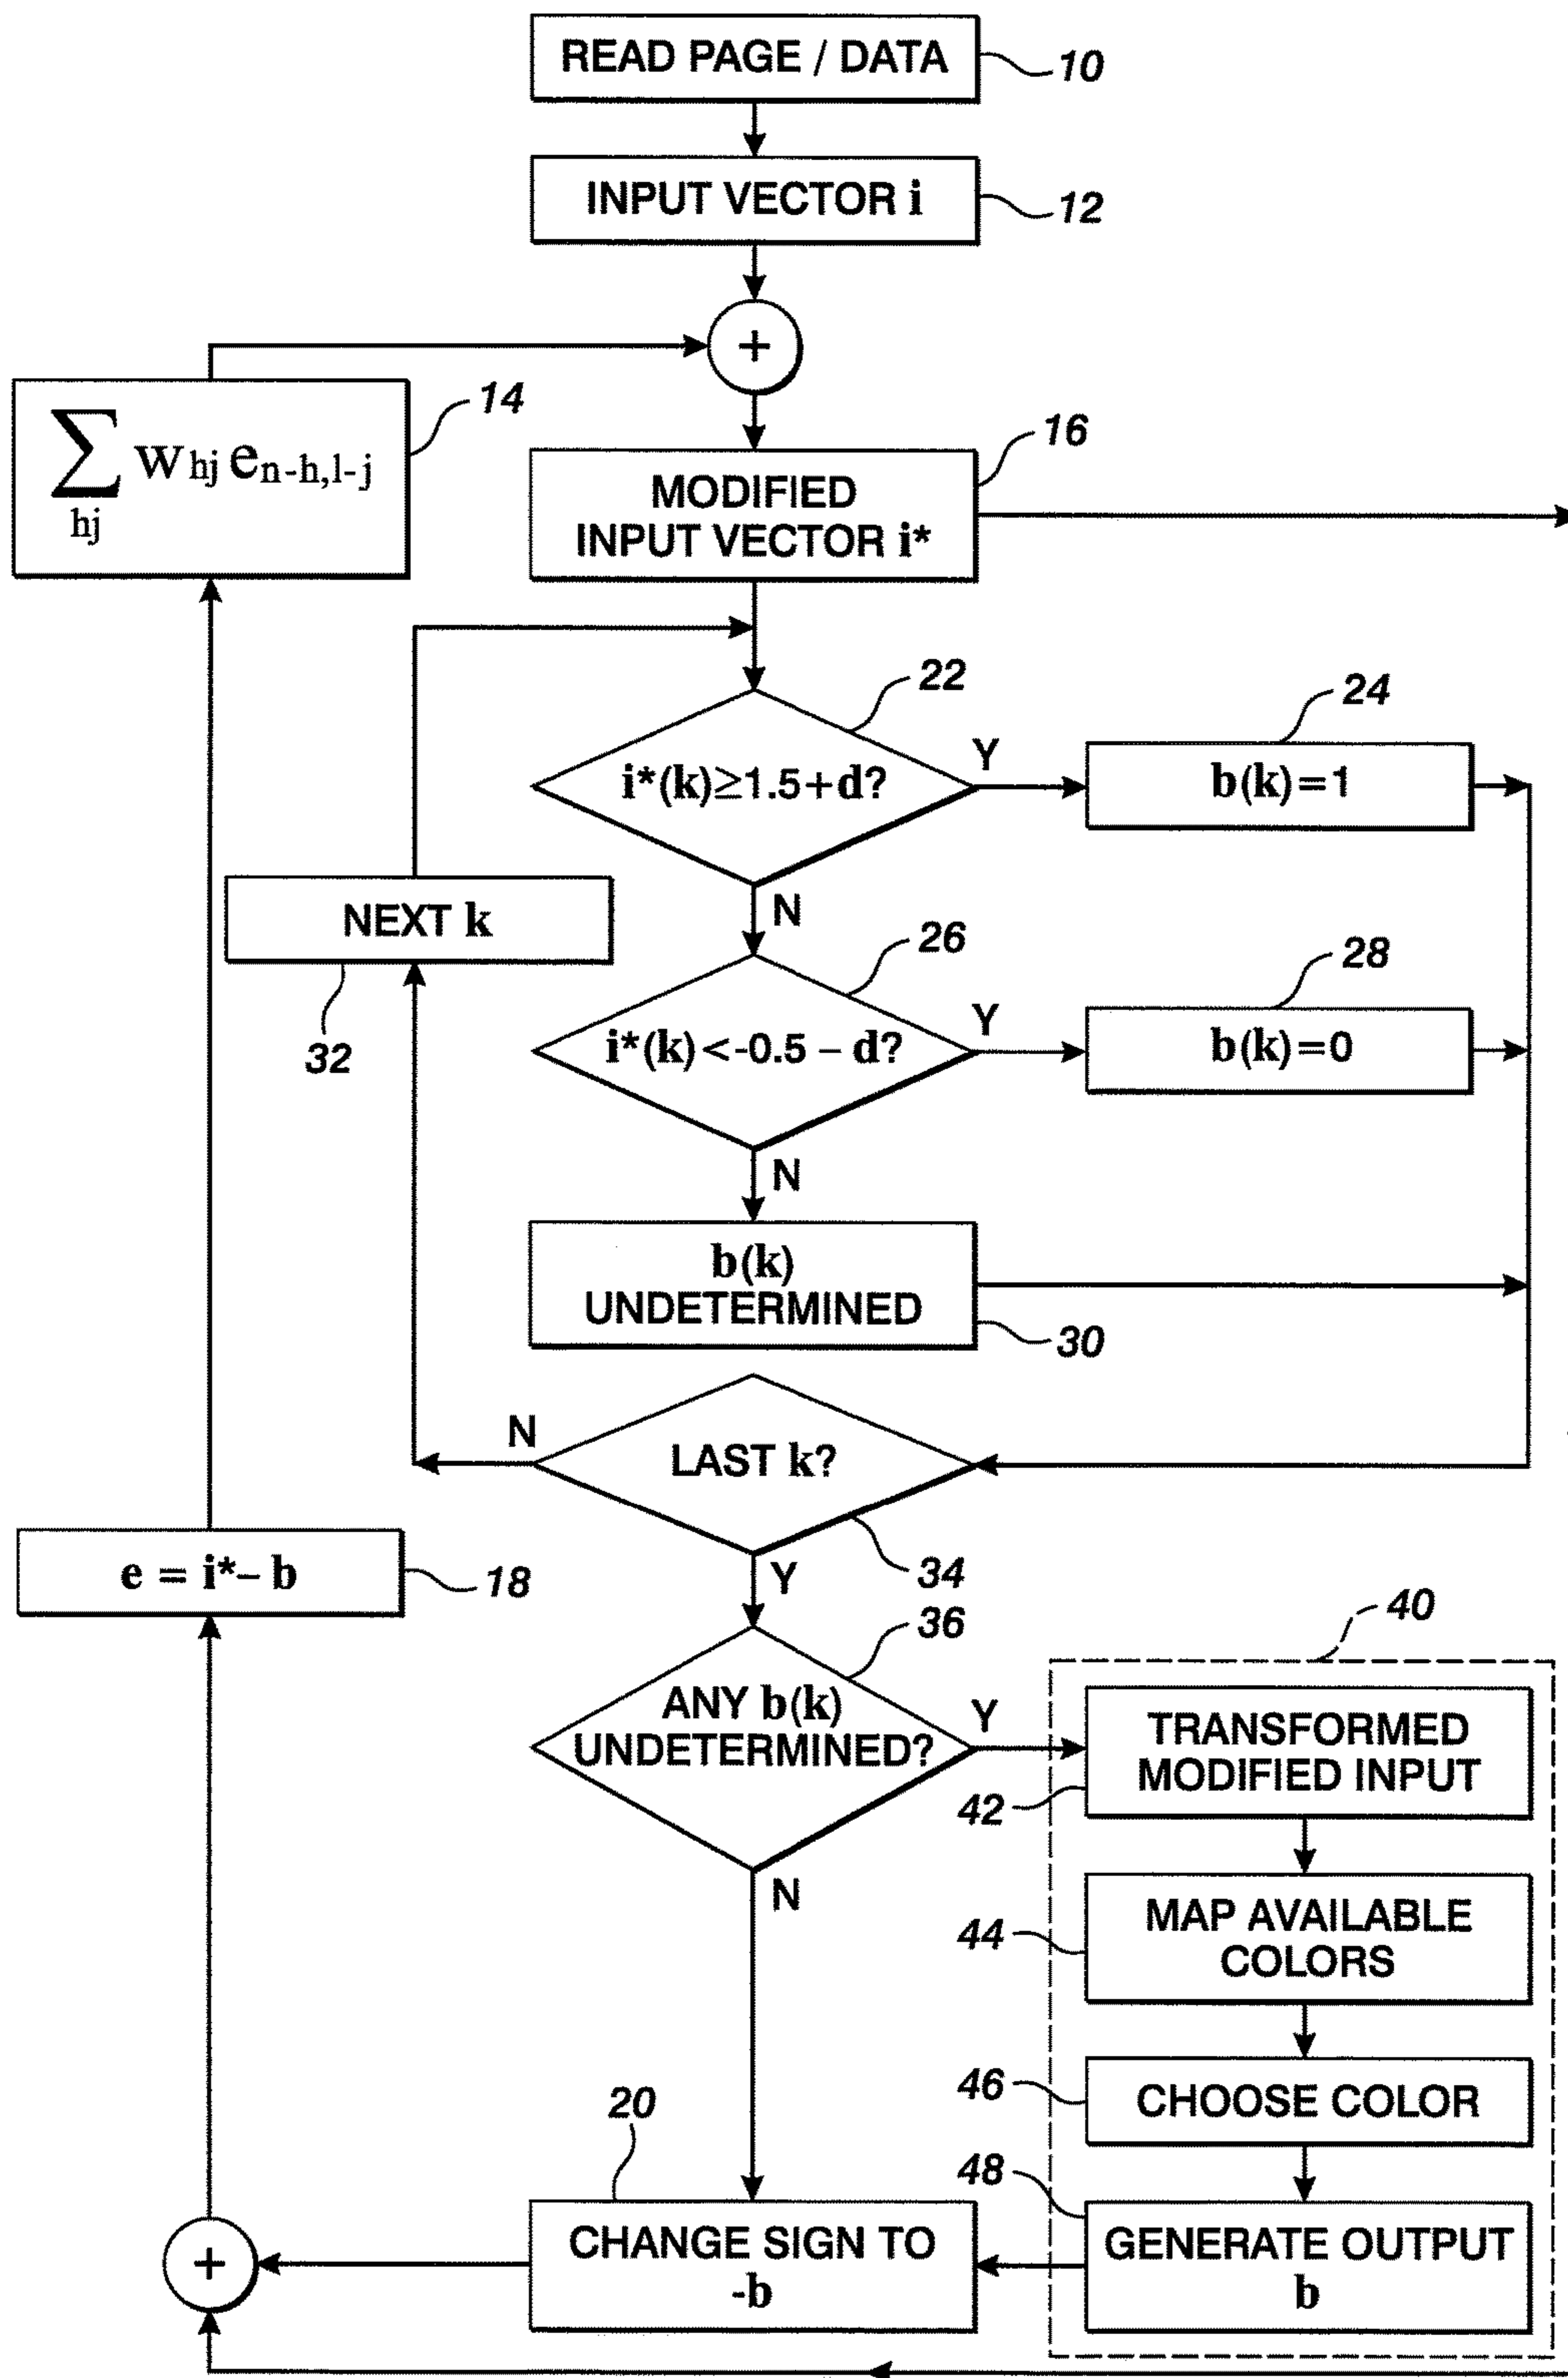 READ PAGE / DATA
10
INPUT VECTOR i
12
+
14
∑ w hj e n-h,l-j
hj
16
MODIFIED
INPUT VECTOR i*
22
24
i*(k)≥1.5+d?
Y
b(k)=1
N
NEXT k
32
26
28
i*(k)<-0.5 – d?
Y
b(k)=0
N
b(k)
UNDETERMINED
30
N
LAST k?
34
Y
e = i*– b
18
36
40
ANY b(k)
UNDETERMINED?
Y
N
TRANSFORMED
MODIFIED INPUT
42
MAP AVAILABLE
COLORS
44
CHOOSE COLOR
46
20
48
CHANGE SIGN TO
-b
GENERATE OUTPUT
b
+